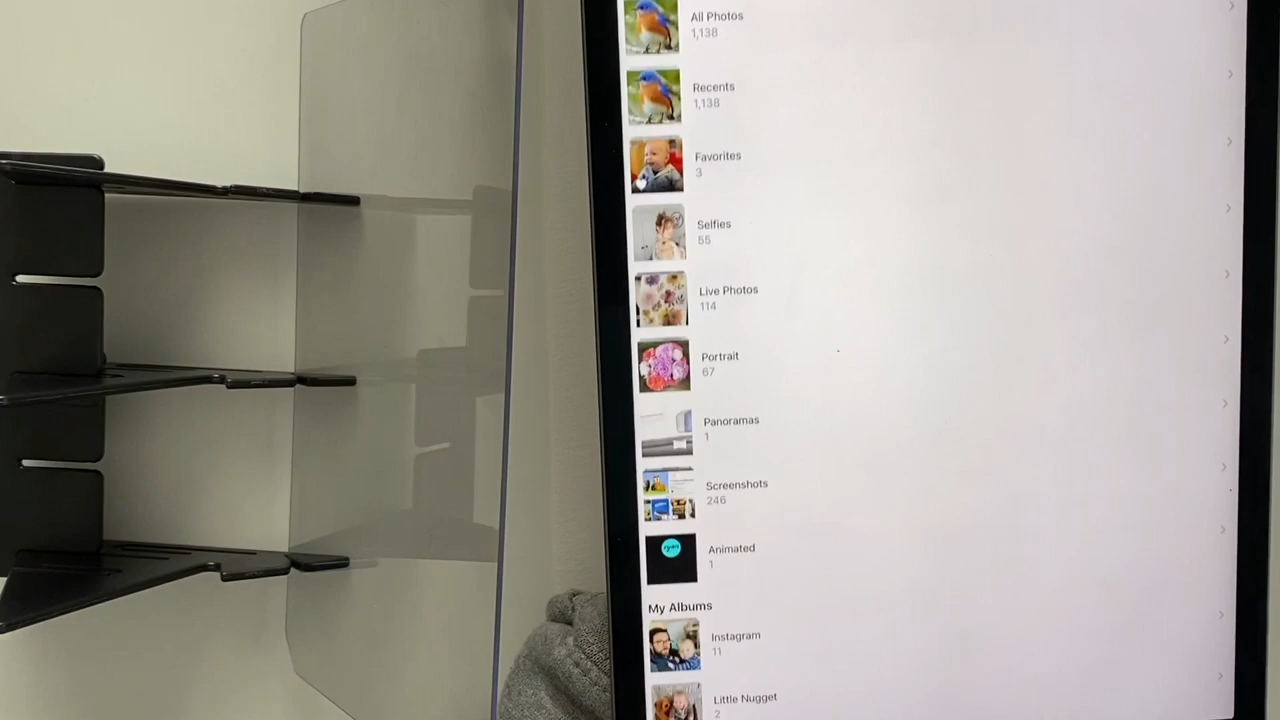 All Photos
1,138
Recents
1,138
Favorites
3
Selfies
55
Live Photos
114
Portrait
67
Panoramas
1
Screenshots
246
Animated
1
My Albums
Instagram
11
Little Nugget
2